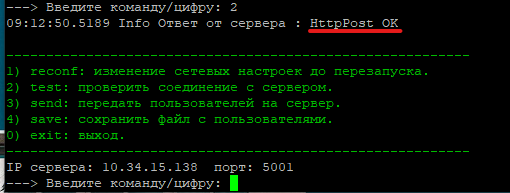 ---> Введите команду/цифру: 2
09:12:50.5189 Info Ответ от сервера : HttpPost OK
----------------------------------------------------------
1) reconf: изменение сетевых настроек до перезапуска.
2) test: проверить соединение с сервером.
3) send: передать пользователей на сервер.
4) save: сохранить файл с пользователями.
0) exit: выход.
----------------------------------------------------------
IP сервера: 10.34.15.138 порт: 5001
---> Введите команду/цифру: